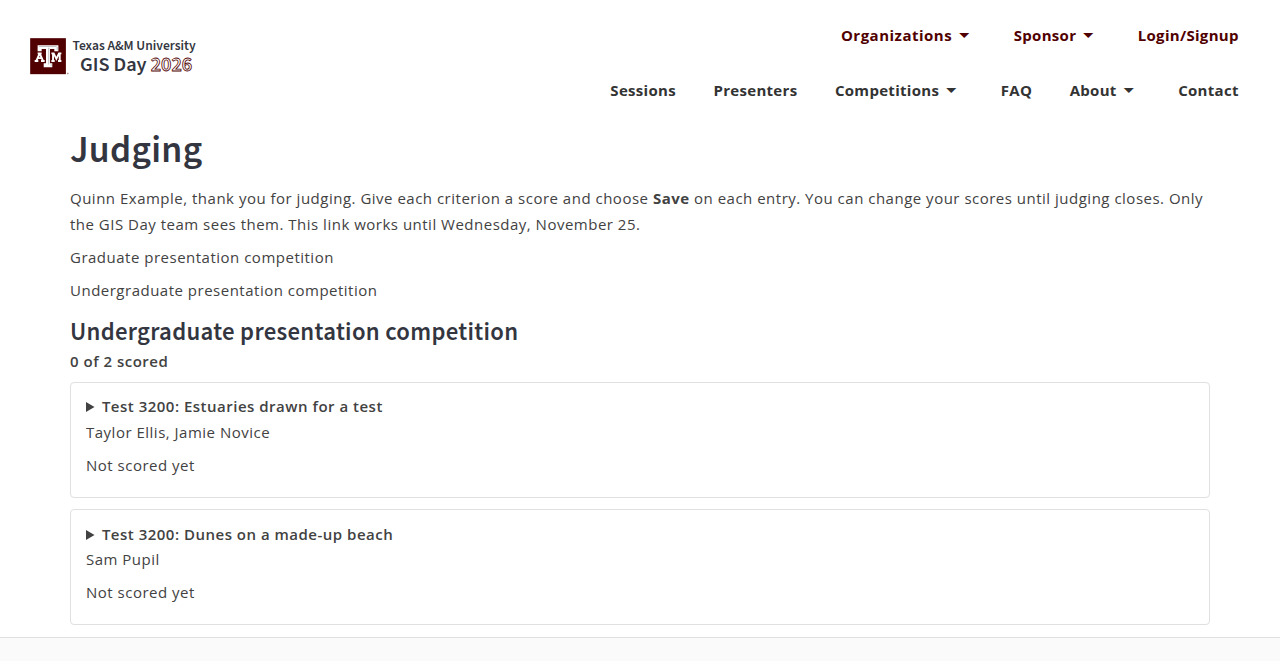 Organizations
Sponsor
Login/Signup
Texas A&M University
GIS Day 2026
Sessions
Presenters
Competitions
FAQ
About
Contact
Judging
Quinn Example, thank you for judging. Give each criterion a score and choose Save on each entry. You can change your scores until judging closes. Only
the GIS Day team sees them. This link works until Wednesday, November 25.
Graduate presentation competition
Undergraduate presentation competition
Undergraduate presentation competition
0 of 2 scored
Test 3200: Estuaries drawn for a test
Taylor Ellis, Jamie Novice
Not scored yet
Test 3200: Dunes on a made-up beach
Sam Pupil
Not scored yet